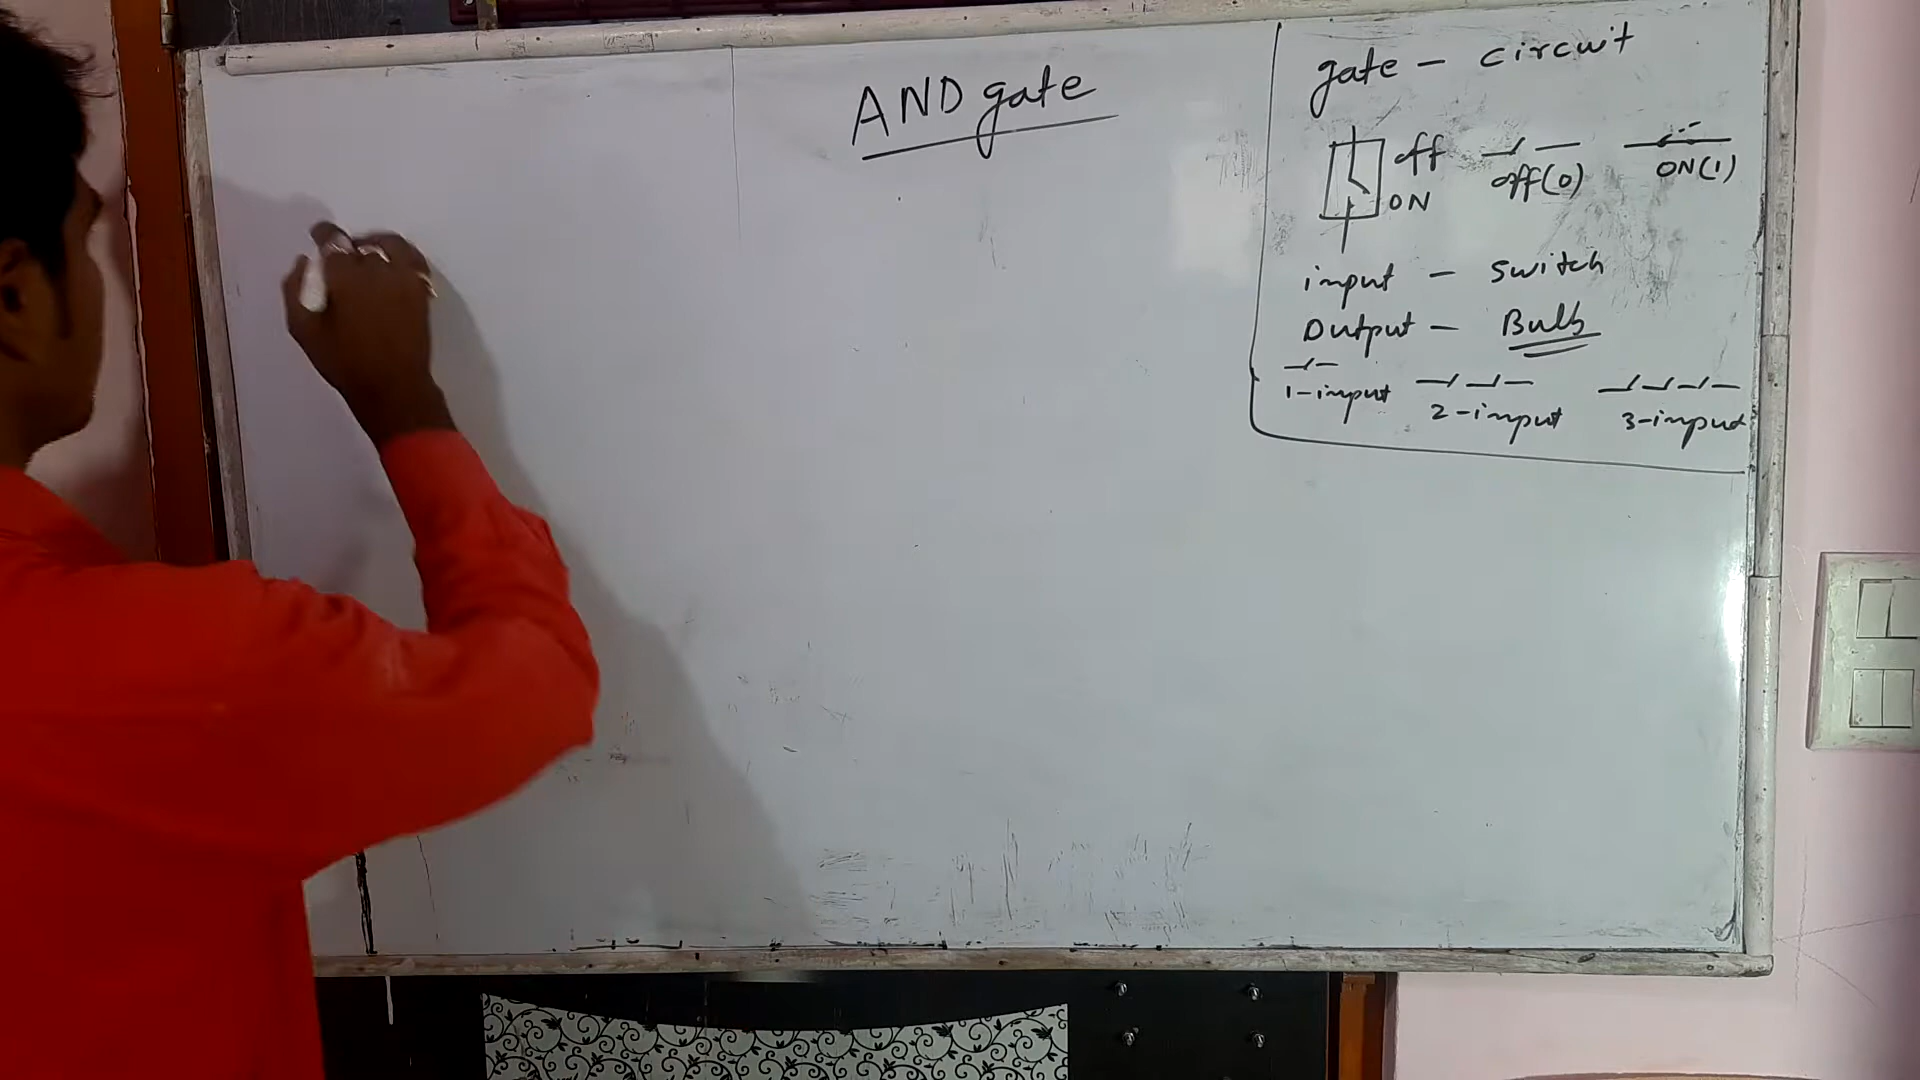 AND gate
gate - circuit
off
ON
off(0)
ON(1)
input - switch
Output - Bulb
1-input
2-input
3-input